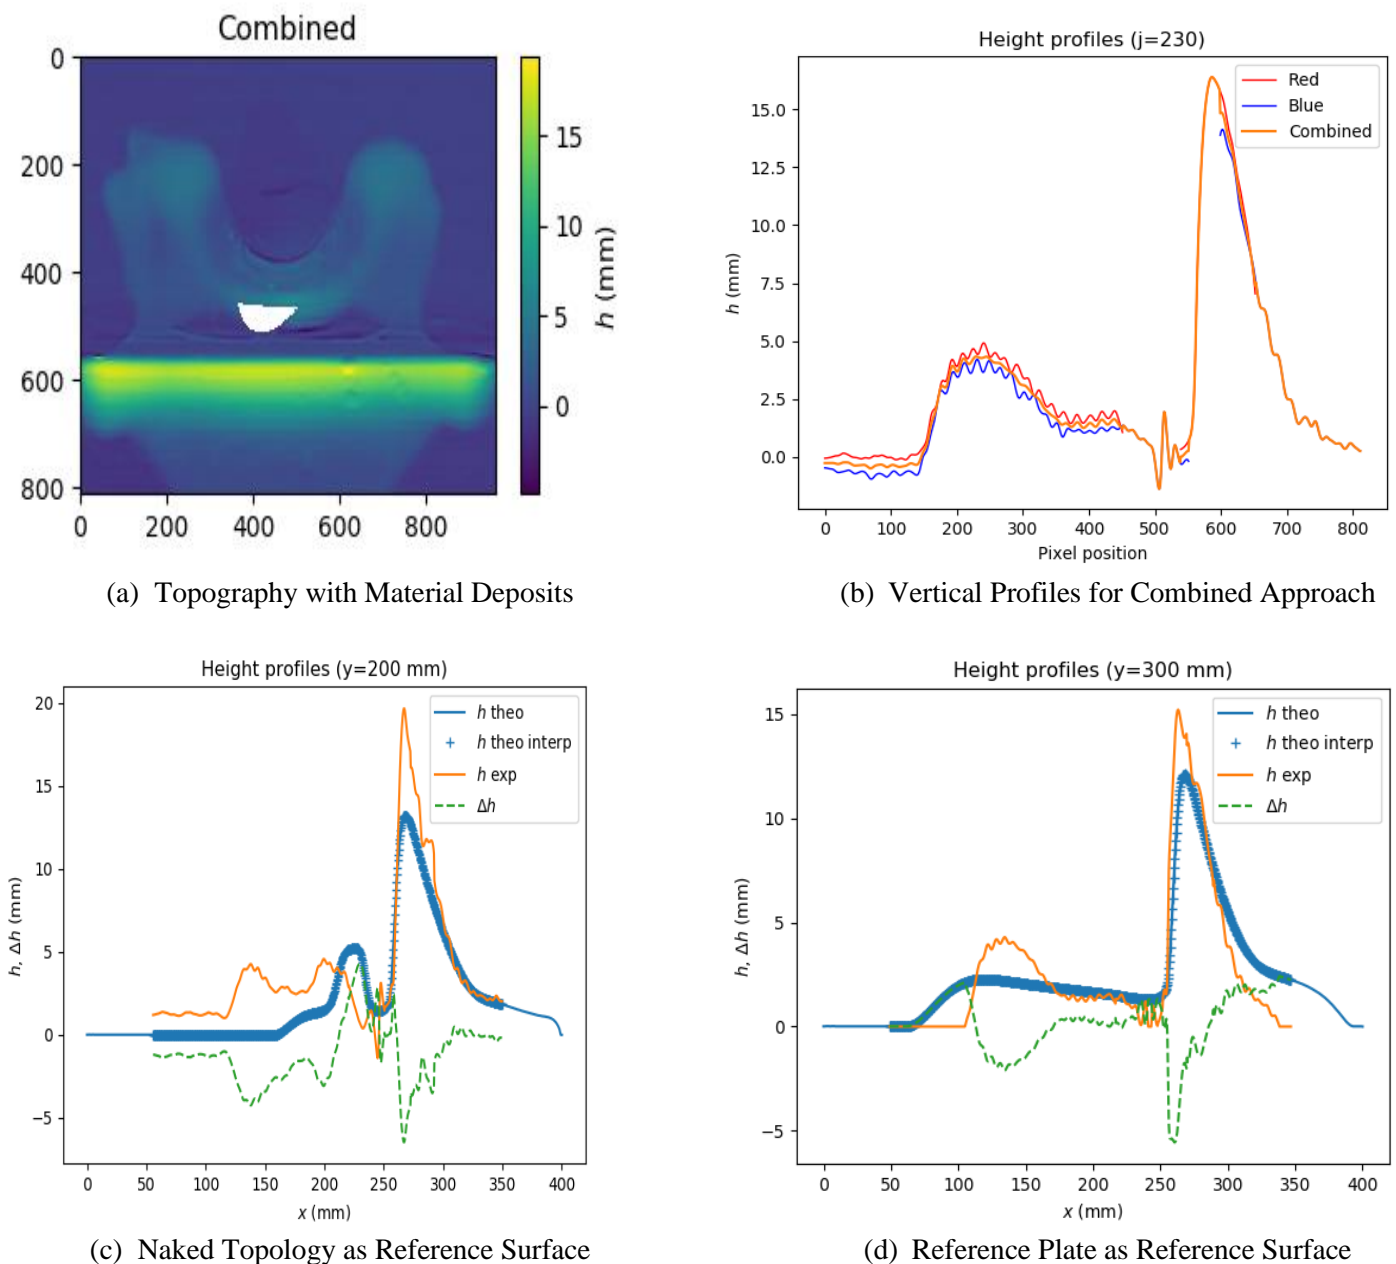 Combined
0
200
400
600
800
0
200
400
600
800
15
10
5
0
h (mm)
(a) Topography with Material Deposits
Height profiles (j=230)
Red
Blue
Combined
15.0
12.5
10.0
7.5
5.0
2.5
0.0
h (mm)
0
100
200
300
400
500
600
700
800
Pixel position
(b) Vertical Profiles for Combined Approach
Height profiles (y=200 mm)
h theo
h theo interp
h exp
Δh
20
15
10
5
0
−5
h, Δh (mm)
0
50
100
150
200
250
300
350
400
x (mm)
(c) Naked Topology as Reference Surface
Height profiles (y=300 mm)
h theo
h theo interp
h exp
Δh
15
10
5
0
−5
h, Δh (mm)
0
50
100
150
200
250
300
350
400
x (mm)
(d) Reference Plate as Reference Surface